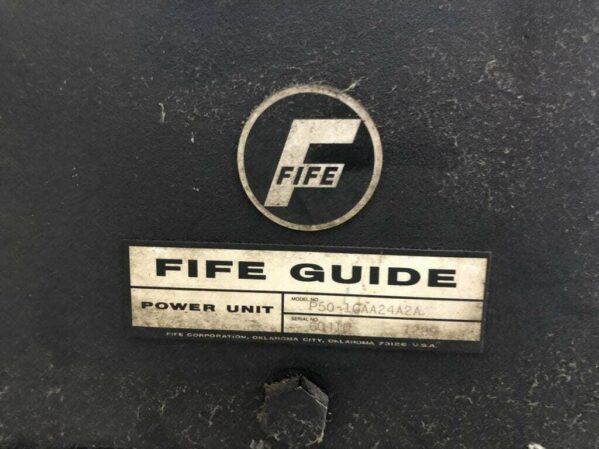 FIFE
FIFE GUIDE
POWER UNIT
MODEL NO
P50-1GAA24A2A
SERIAL NO
FIFE CORPORATION, OKLAHOMA CITY, OKLAHOMA 73126 U.S.A.